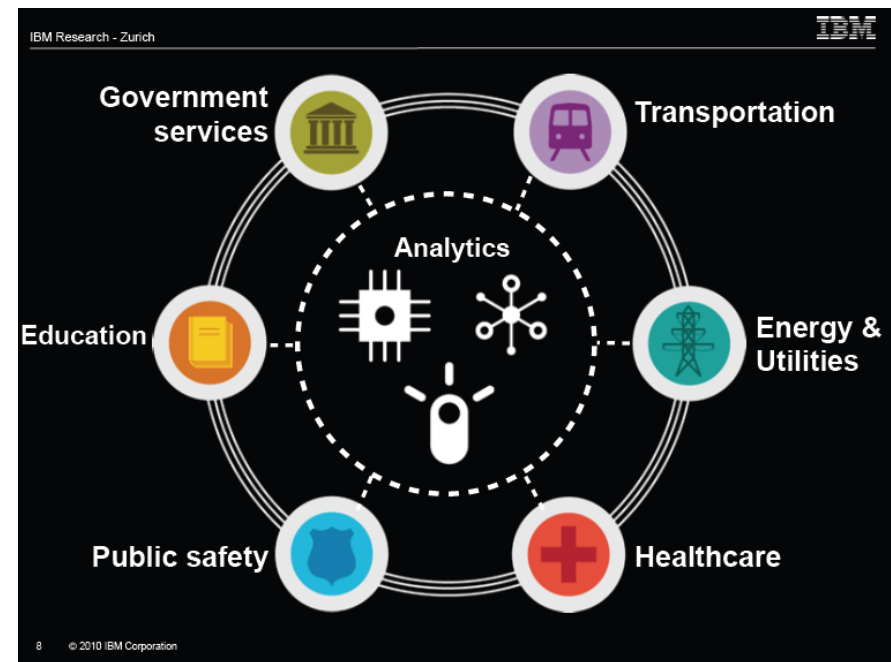 IBM Research - Zurich
IBM
Government
services
Transportation
Analytics
Education
Energy &
Utilities
Public safety
Healthcare
8 © 2010 IBM Corporation